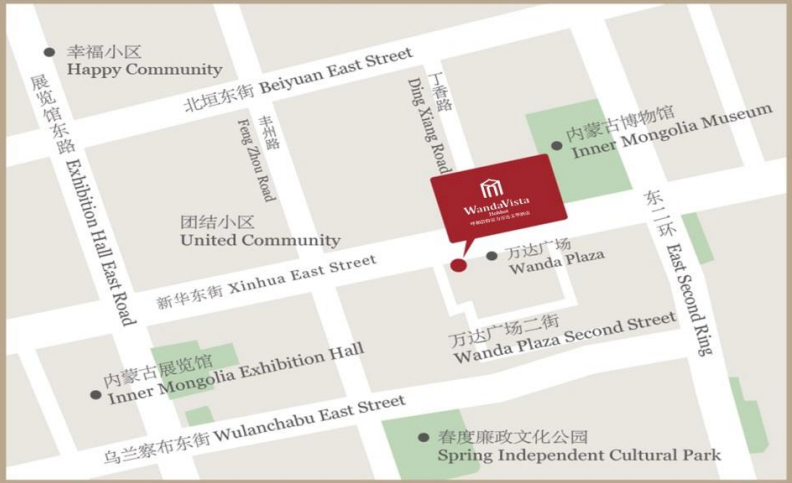 幸福小区
Happy Community
北垣东街 Beiyuan East Street
展览馆东路 Exhibition Hall East Road
丰州路
Feng Zhou Road
丁香路
Ding Xiang Road
内蒙古博物馆
Inner Mongolia Museum
WandaVista
东二环 East Second Ring
团结小区
United Community
万达广场
Wanda Plaza
新华东街 Xinhua East Street
万达广场二街
Wanda Plaza Second Street
内蒙古展览馆
Inner Mongolia Exhibition Hall
乌兰察布东街 Wulanchabu East Street
春度廉政文化公园
Spring Independent Cultural Park